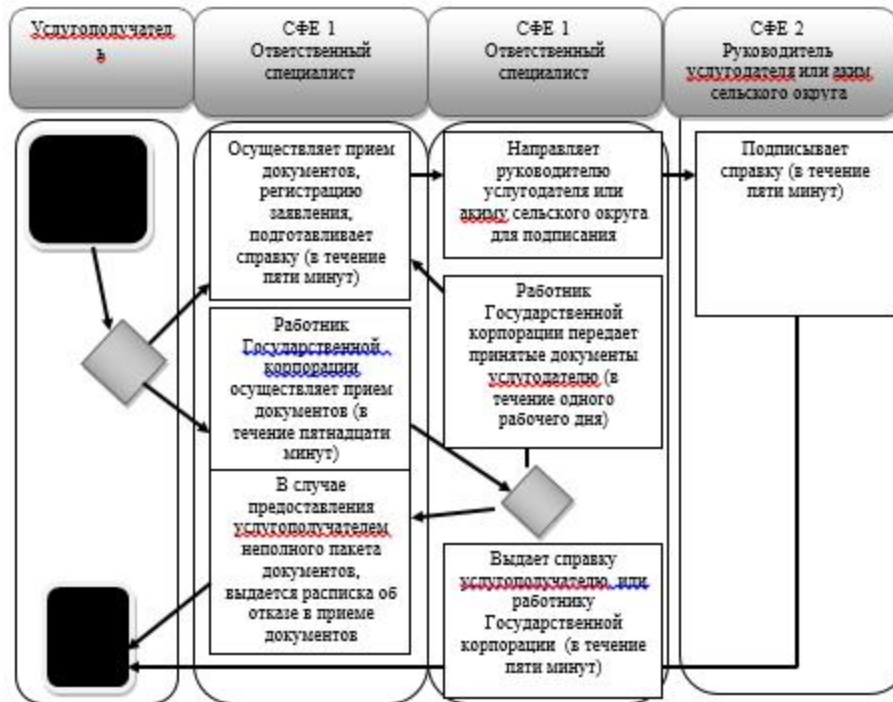 Услугополучател
ь
СФЕ 1
Ответственный
специалист
СФЕ 1
Ответственный
специалист
СФЕ 2
Руководитель
услугодателя или аким
сельского округа
Осуществляет прием
документов,
регистрацию
заявления,
подготавливает
справку (в течение
пяти минут)
Направляет
руководителю
услугодателя или
акиму сельского округа
для подписания
Подписывает
справку (в течение
пяти минут)
Работник
Государственной
корпорации
осуществляет прием
документов (в
течение пятнадцати
минут)
Работник
Государственной
корпорации передает
принятые документы
услугодателю (в
течение одного
рабочего дня)
В случае
предоставления
услугополучателем
неполного пакета
документов,
выдается расписка об
отказе в приеме
документов
Выдает справку
услугополучателю или
работнику
Государственной
корпорации (в течение
пяти минут)